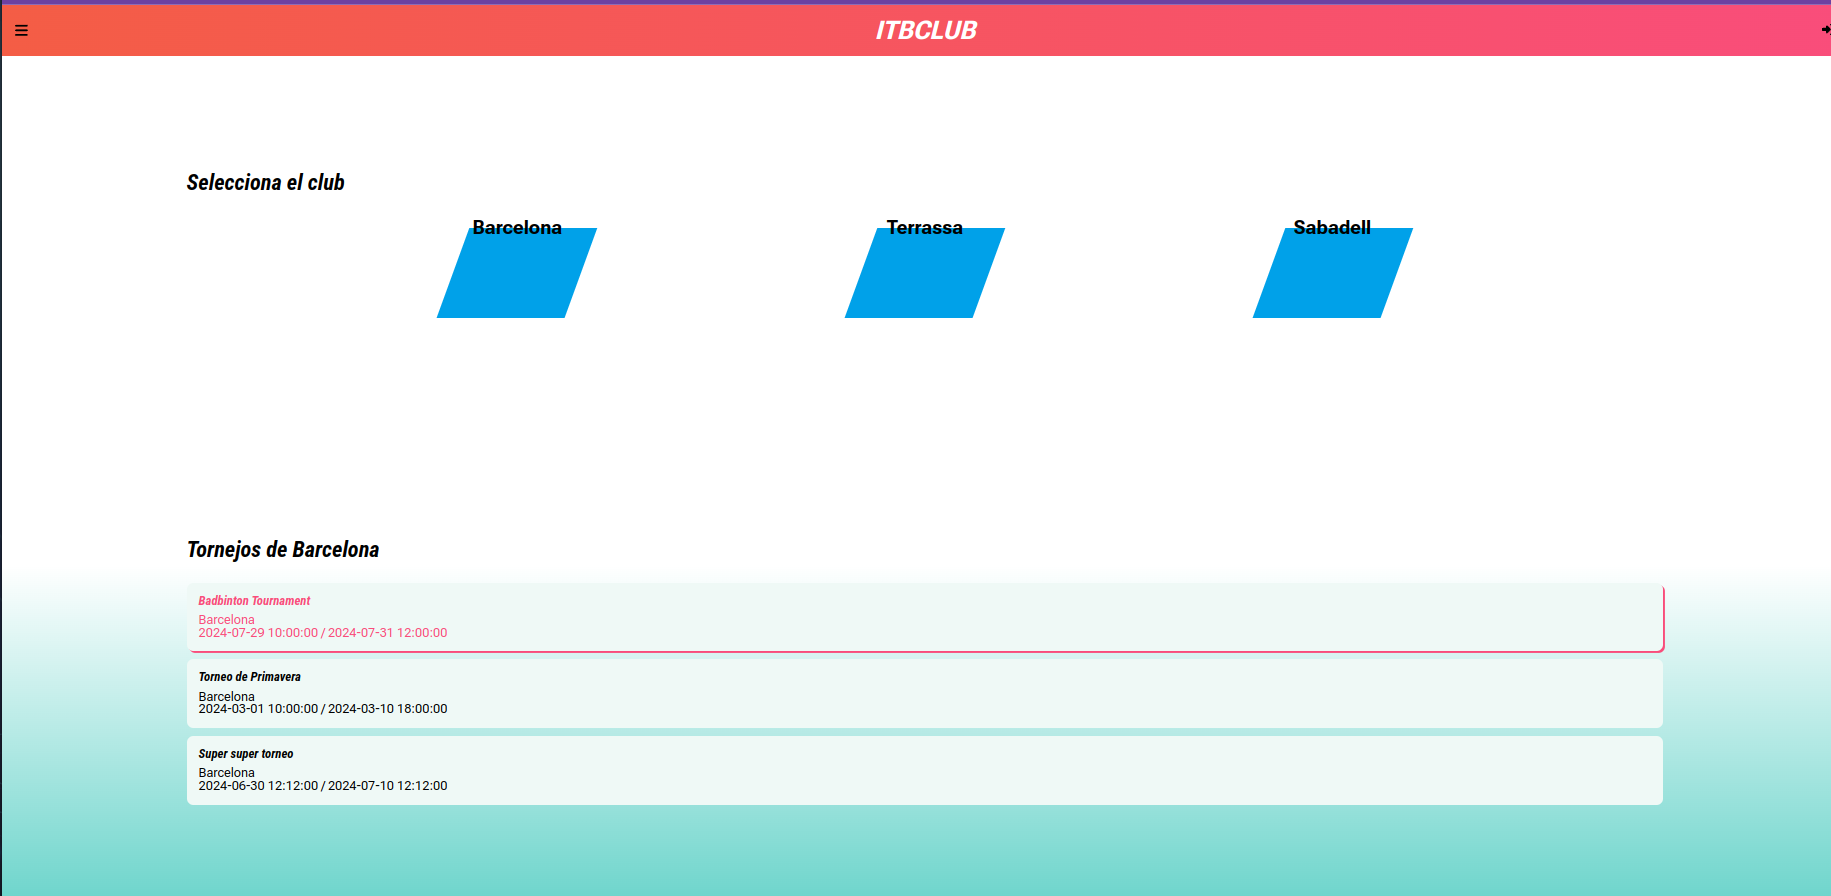 ITBCLUB
Selecciona el club
Barcelona
Terrassa
Sabadell
Tornejos de Barcelona
Badbinton Tournament
Barcelona
2024-07-29 10:00:00 / 2024-07-31 12:00:00
Torneo de Primavera
Barcelona
2024-03-01 10:00:00 / 2024-03-10 18:00:00
Super super torneo
Barcelona
2024-06-30 12:12:00 / 2024-07-10 12:12:00